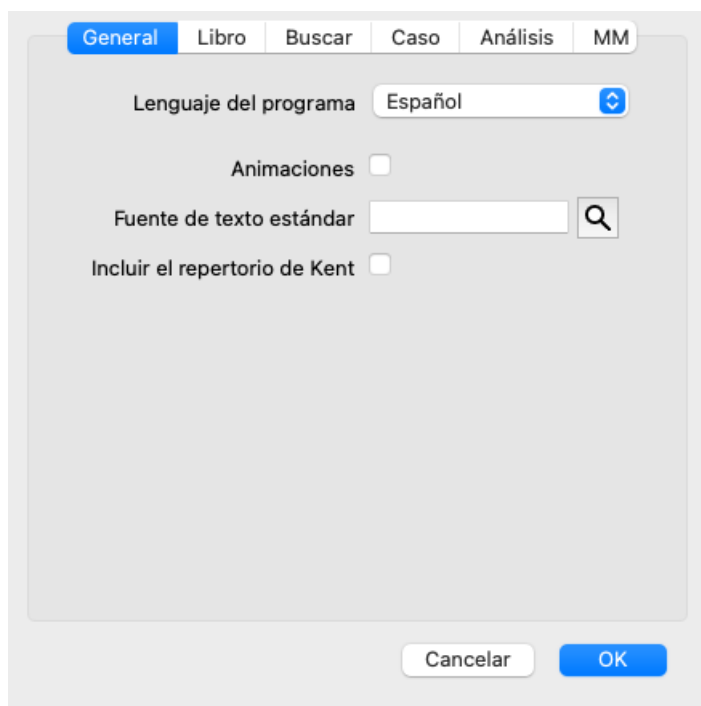 General Libro Buscar Caso Análisis MM
Lenguaje del programa Español
Animaciones
Fuente de texto estándar
Incluir el repertorio de Kent
Cancelar OK